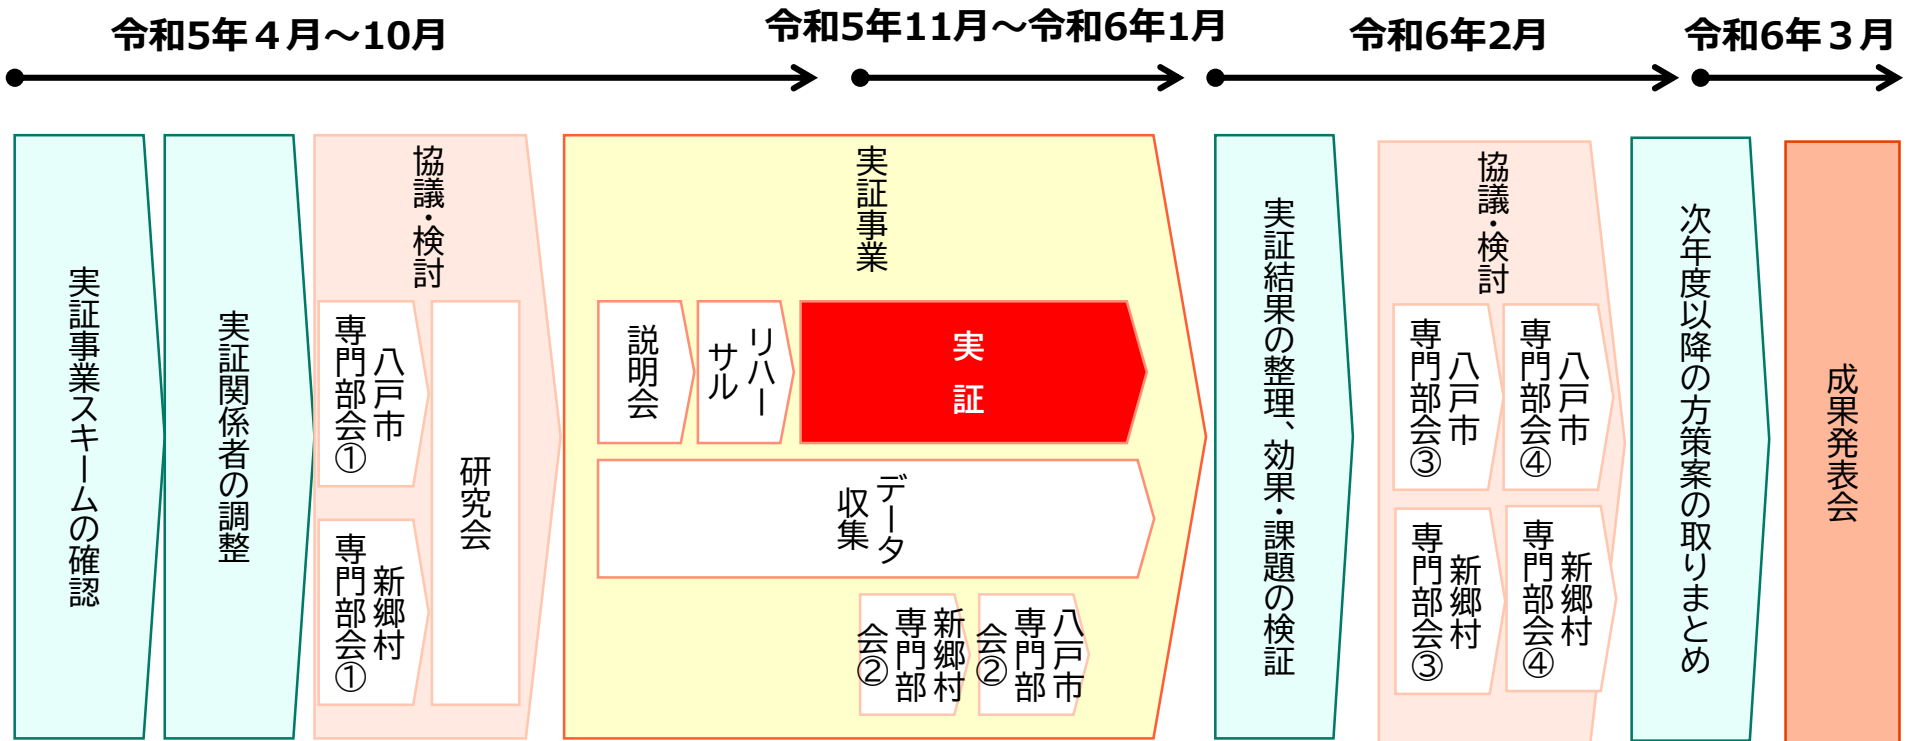 令和5年４月～10月
令和5年11月～令和6年1月
令和6年2月
令和6年３月
実証事業スキームの確認
実証関係者の調整
協議・検討
八戸市
専門部会①
新郷村
専門部会①
研究会
実証事業
説明会
リハー
サル
実証
データ
収集
新郷村
専門部
会②
八戸市
専門部
会②
実証結果の整理、効果・課題の検証
協議・検討
八戸市
専門部会③
八戸市
専門部会④
新郷村
専門部会③
新郷村
専門部会④
次年度以降の方策案の取りまとめ
成果発表会